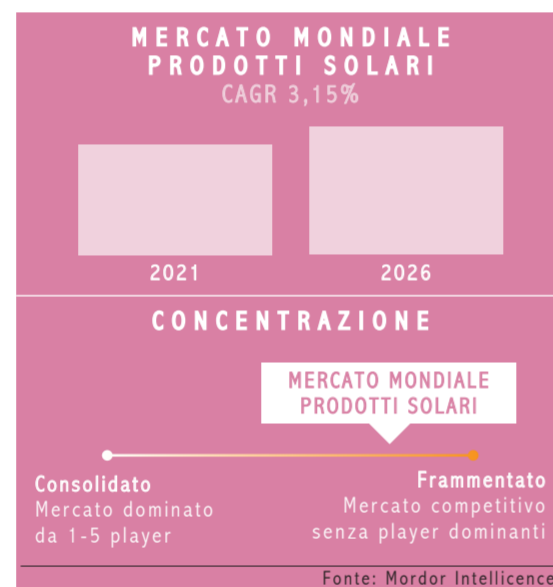 MERCATO MONDIALE
PRODOTTI SOLARI
CAGR 3,15%
2021
2026
CONCENTRAZIONE
MERCATO MONDIALE
PRODOTTI SOLARI
Consolidato
Mercato dominato
da 1-5 player
Frammentato
Mercato competitivo
senza player dominanti
Fonte: Mordor Intellicence